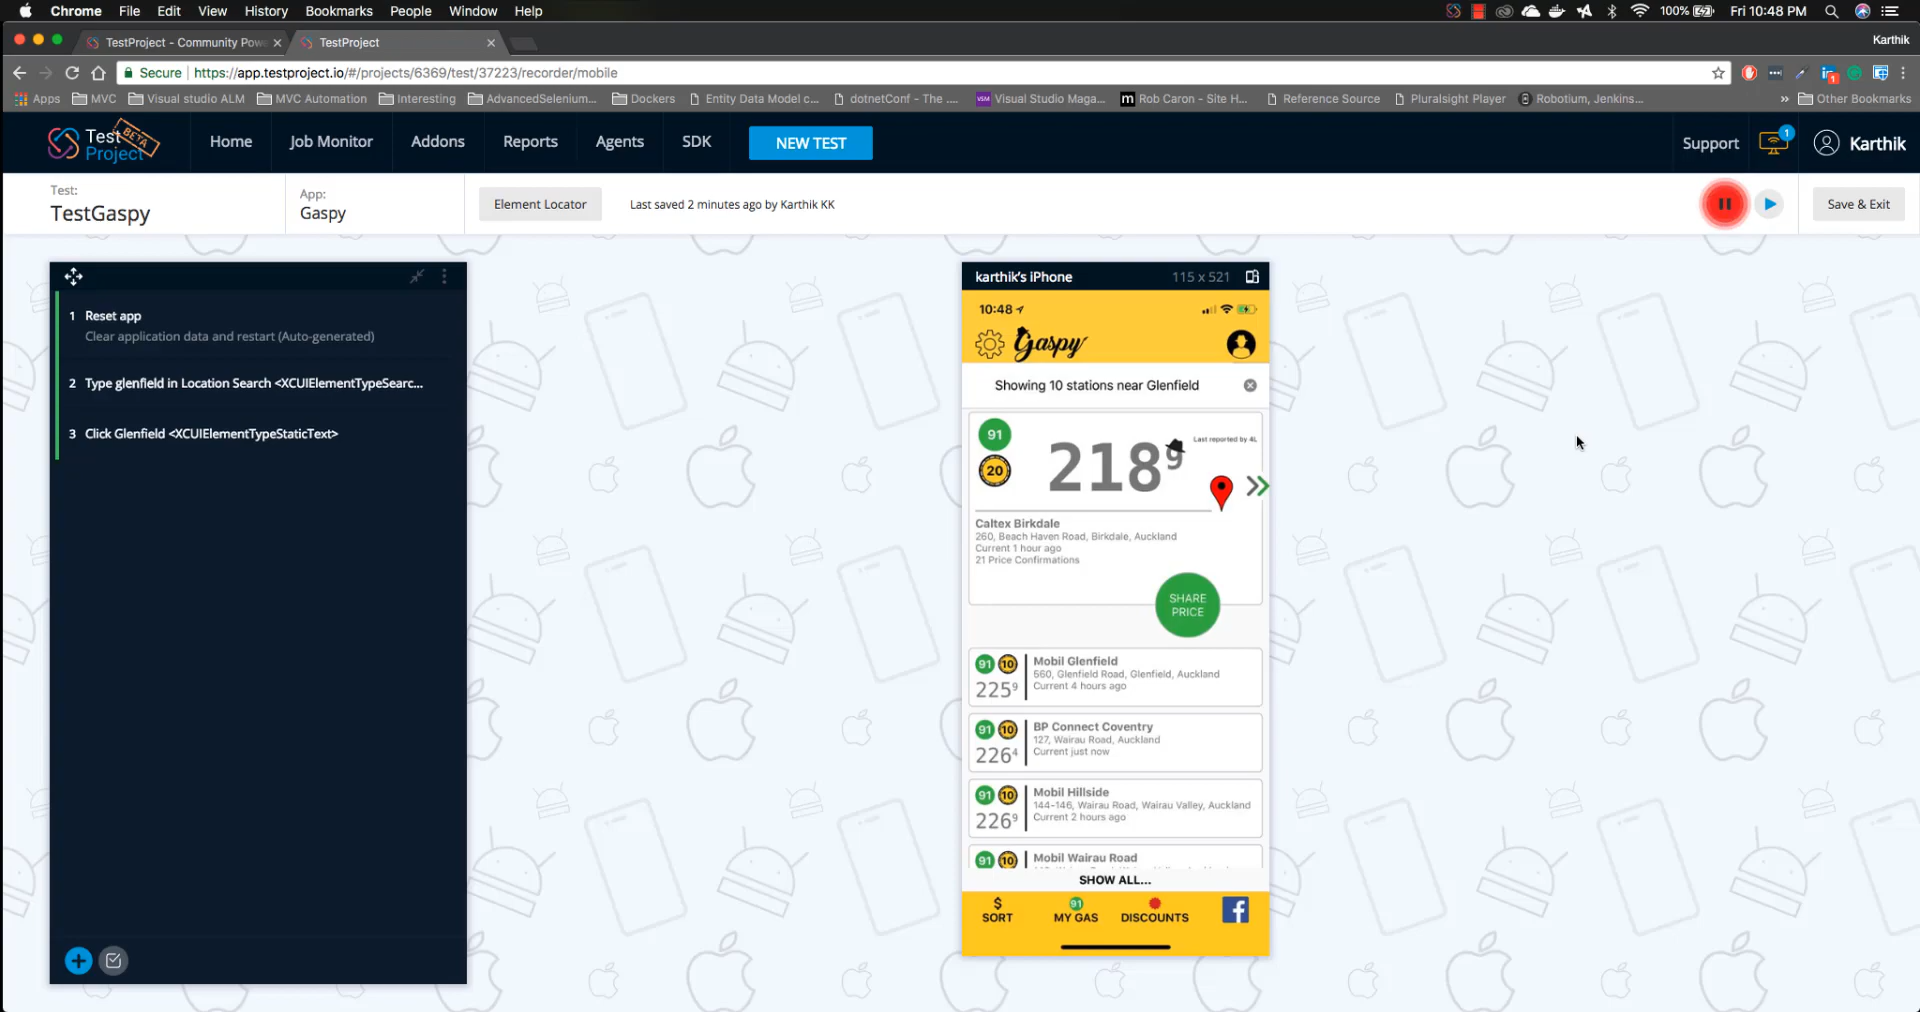 Chrome File Edit View History Bookmarks People Window Help 100% Fri 10:48 PM
TestProject - Community Pow TestProject Karthik
Secure https://app.testproject.io/#/projects/6369/test/37223/recorder/mobile
Apps MVC Visual studio ALM MVC Automation Interesting AdvancedSelenium... Dockers Entity Data Model c... dotnetConf - The .... Visual Studio Maga... Rob Caron - Site H... Reference Source Pluralsight Player Robotium, Jenkins... » Other Bookmarks
Test Project BETA Home Job Monitor Addons Reports Agents SDK NEW TEST Support 1 Karthik
Test:
TestGaspy
App:
Gaspy
Element Locator Last saved 2 minutes ago by Karthik KK Save & Exit
1 Reset app
Clear application data and restart (Auto-generated)
2 Type glenfield in Location Search <XCUIElementTypeSearc...
3 Click Glenfield <XCUIElementTypeStaticText>
karthik's iPhone 115 x 521
10:48
Gaspy
Showing 10 stations near Glenfield
91 218⁹ Last reported by 4L
20
Caltex Birkdale
260, Beach Haven Road, Birkdale, Auckland
Current 1 hour ago
21 Price Confirmations
SHARE
PRICE
91 10 Mobil Glenfield
560, Glenfield Road, Glenfield, Auckland
225⁹ Current 4 hours ago
91 10 BP Connect Coventry
127, Wairau Road, Auckland
226⁴ Current just now
91 10 Mobil Hillside
144-146, Wairau Road, Wairau Valley, Auckland
226⁹ Current 2 hours ago
91 10 Mobil Wairau Road
SHOW ALL...
$ 91
SORT MY GAS DISCOUNTS